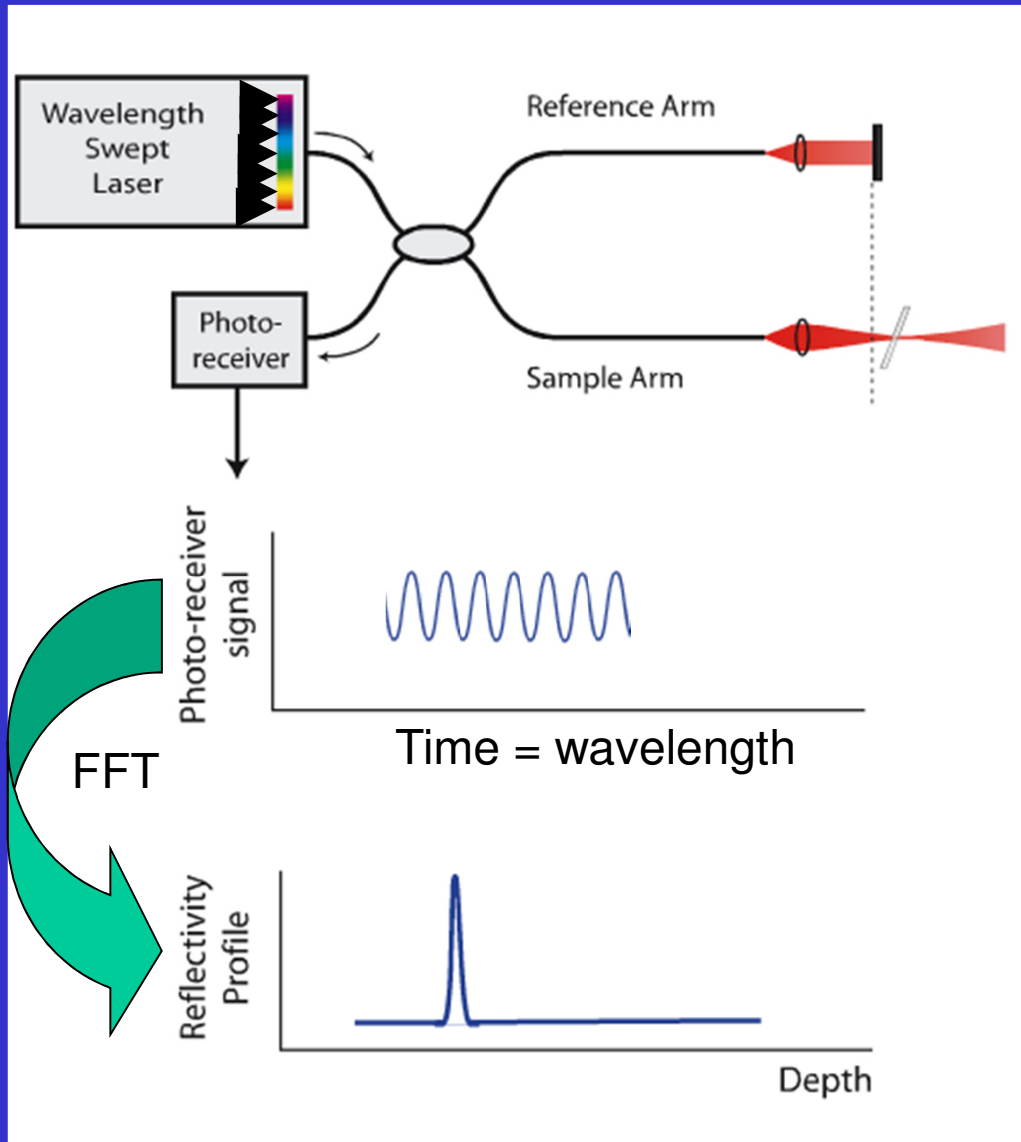 Wavelength
Swept
Laser
Reference Arm
Photo-
receiver
Sample Arm
Photo-receiver
signal
Time = wavelength
FFT
Reflectivity
Profile
Depth